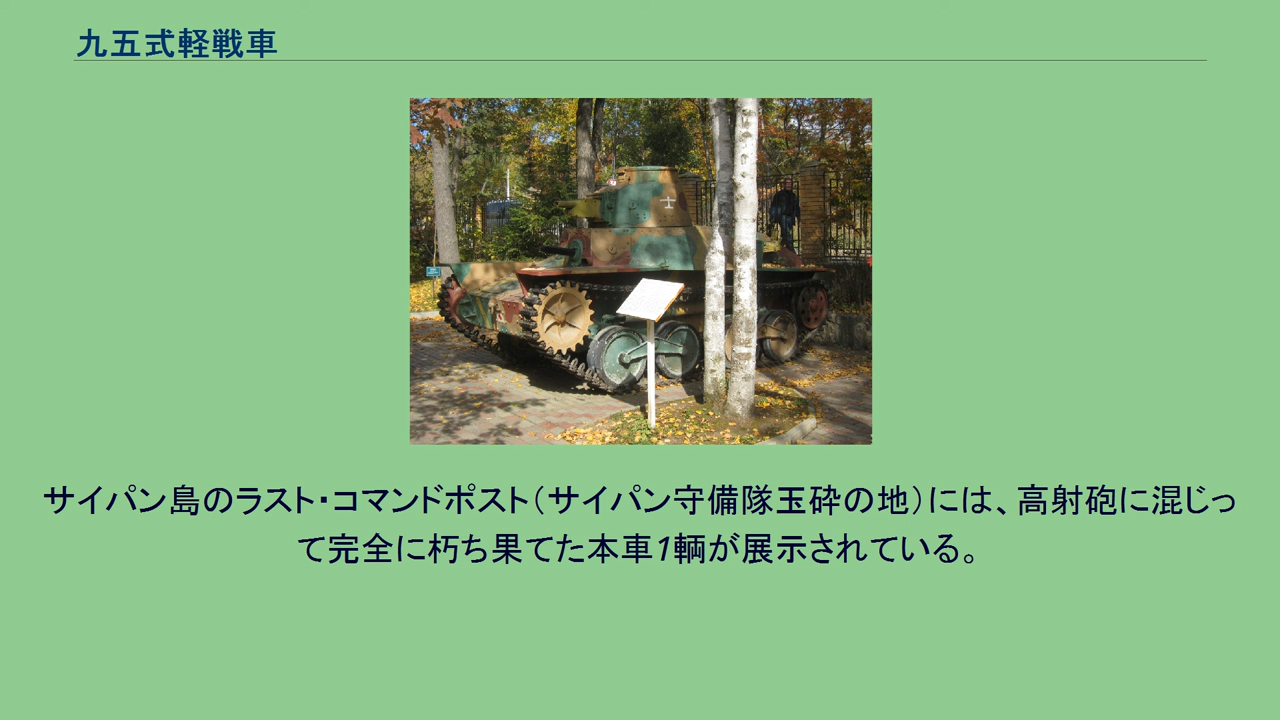 九五式軽戦車
サイパン島のラスト・コマンドポスト（サイパン守備隊玉砕の地）には、高射砲に混じっ
て完全に朽ち果てた本車1輌が展示されている。